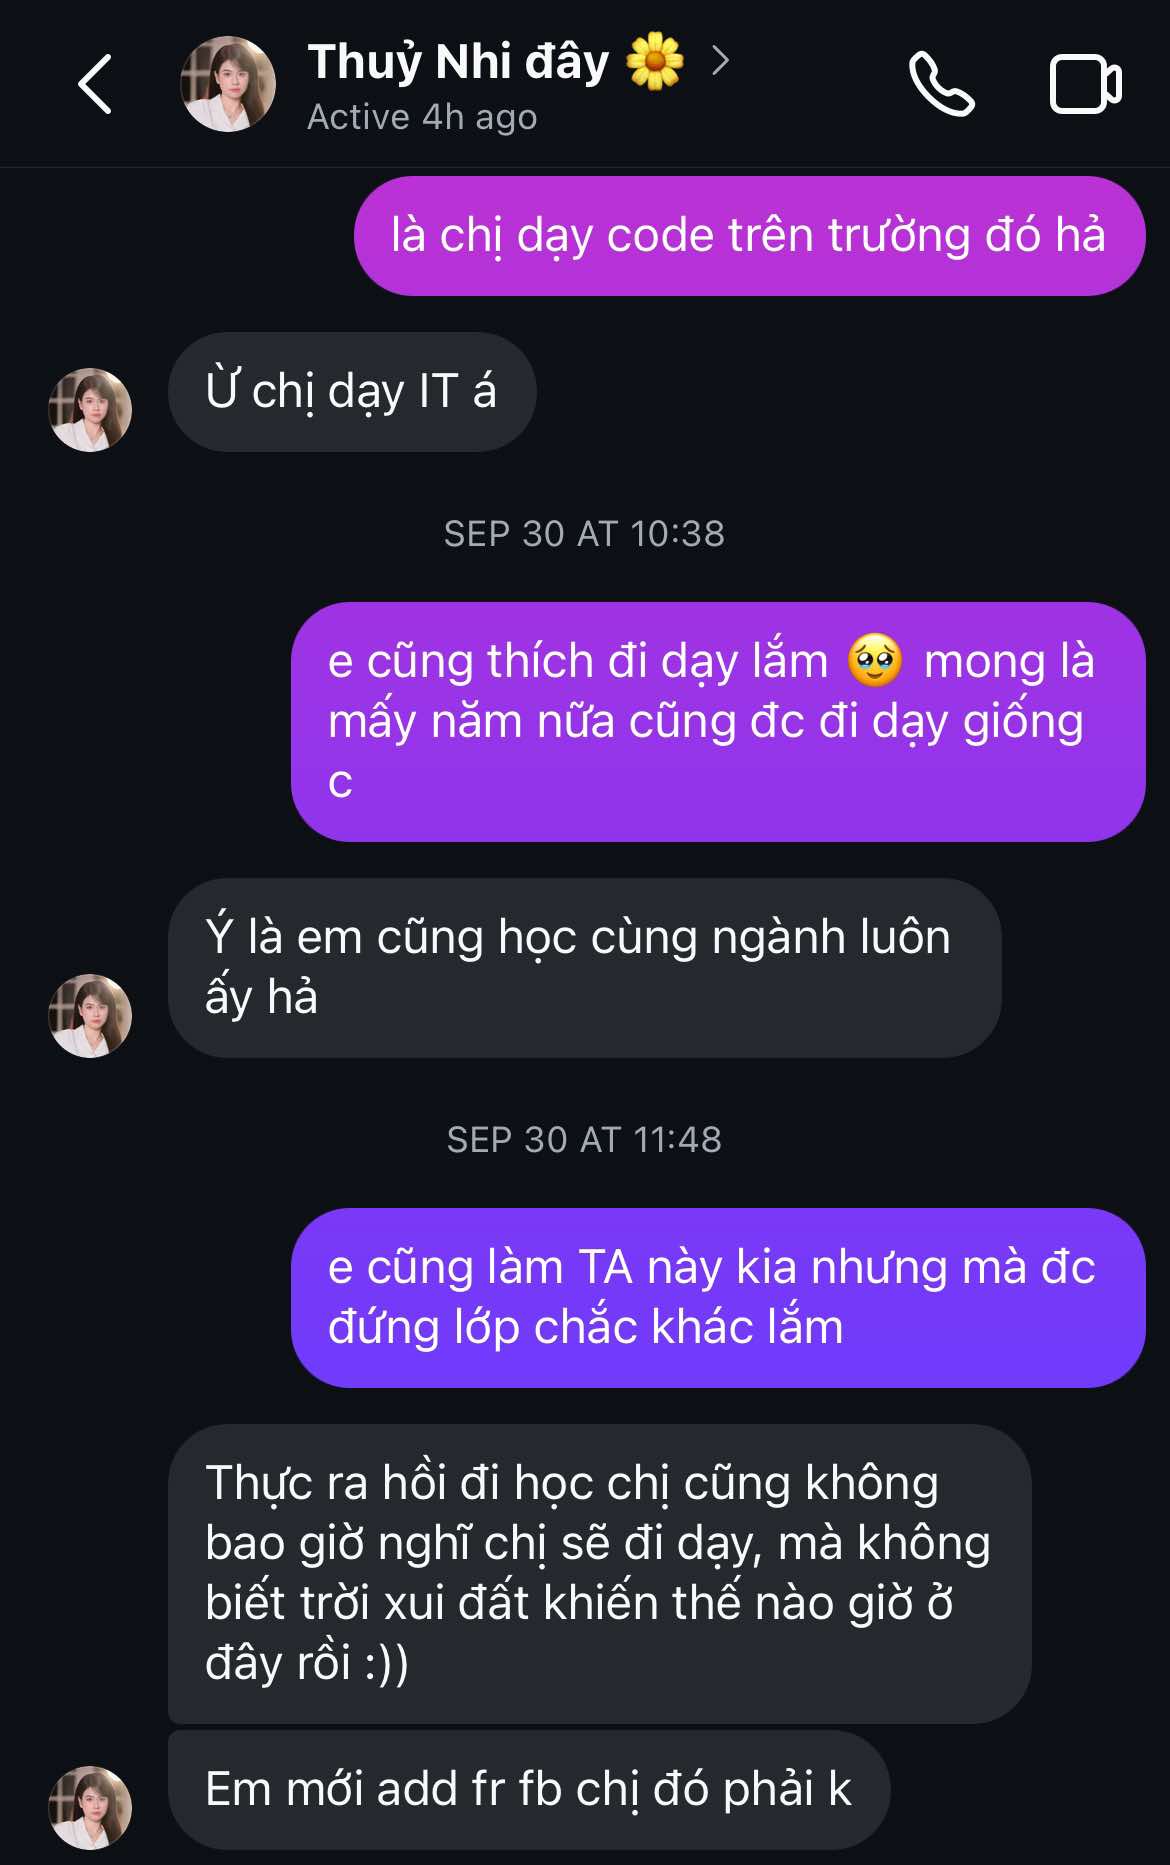 Thuỷ Nhi đây 🌼
Active 4h ago
là chị dạy code trên trường đó hả
Ừ chị dạy IT á
SEP 30 AT 10:38
e cũng thích đi dạy lắm 🥹 mong là
mấy năm nữa cũng đc đi dạy giống
c
Ý là em cũng học cùng ngành luôn
ấy hả
SEP 30 AT 11:48
e cũng làm TA này kia nhưng mà đc
đứng lớp chắc khác lắm
Thực ra hồi đi học chị cũng không
bao giờ nghĩ chị sẽ đi dạy, mà không
biết trời xui đất khiến thế nào giờ ở
đây rồi :))
Em mới add fr fb chị đó phải k